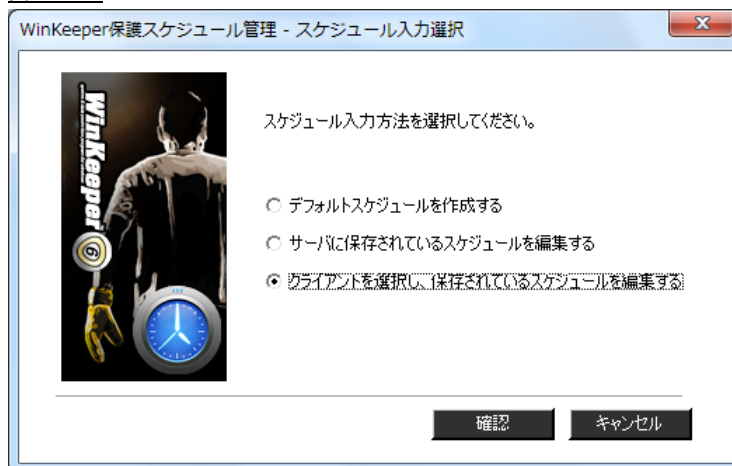 WinKeeper保護スケジュール管理 - スケジュール入力選択
WinKeeper
6
スケジュール入力方法を選択してください。
デフォルトスケジュールを作成する
サーバに保存されているスケジュールを編集する
クライアントを選択し、保存されているスケジュールを編集する
確認
キャンセル